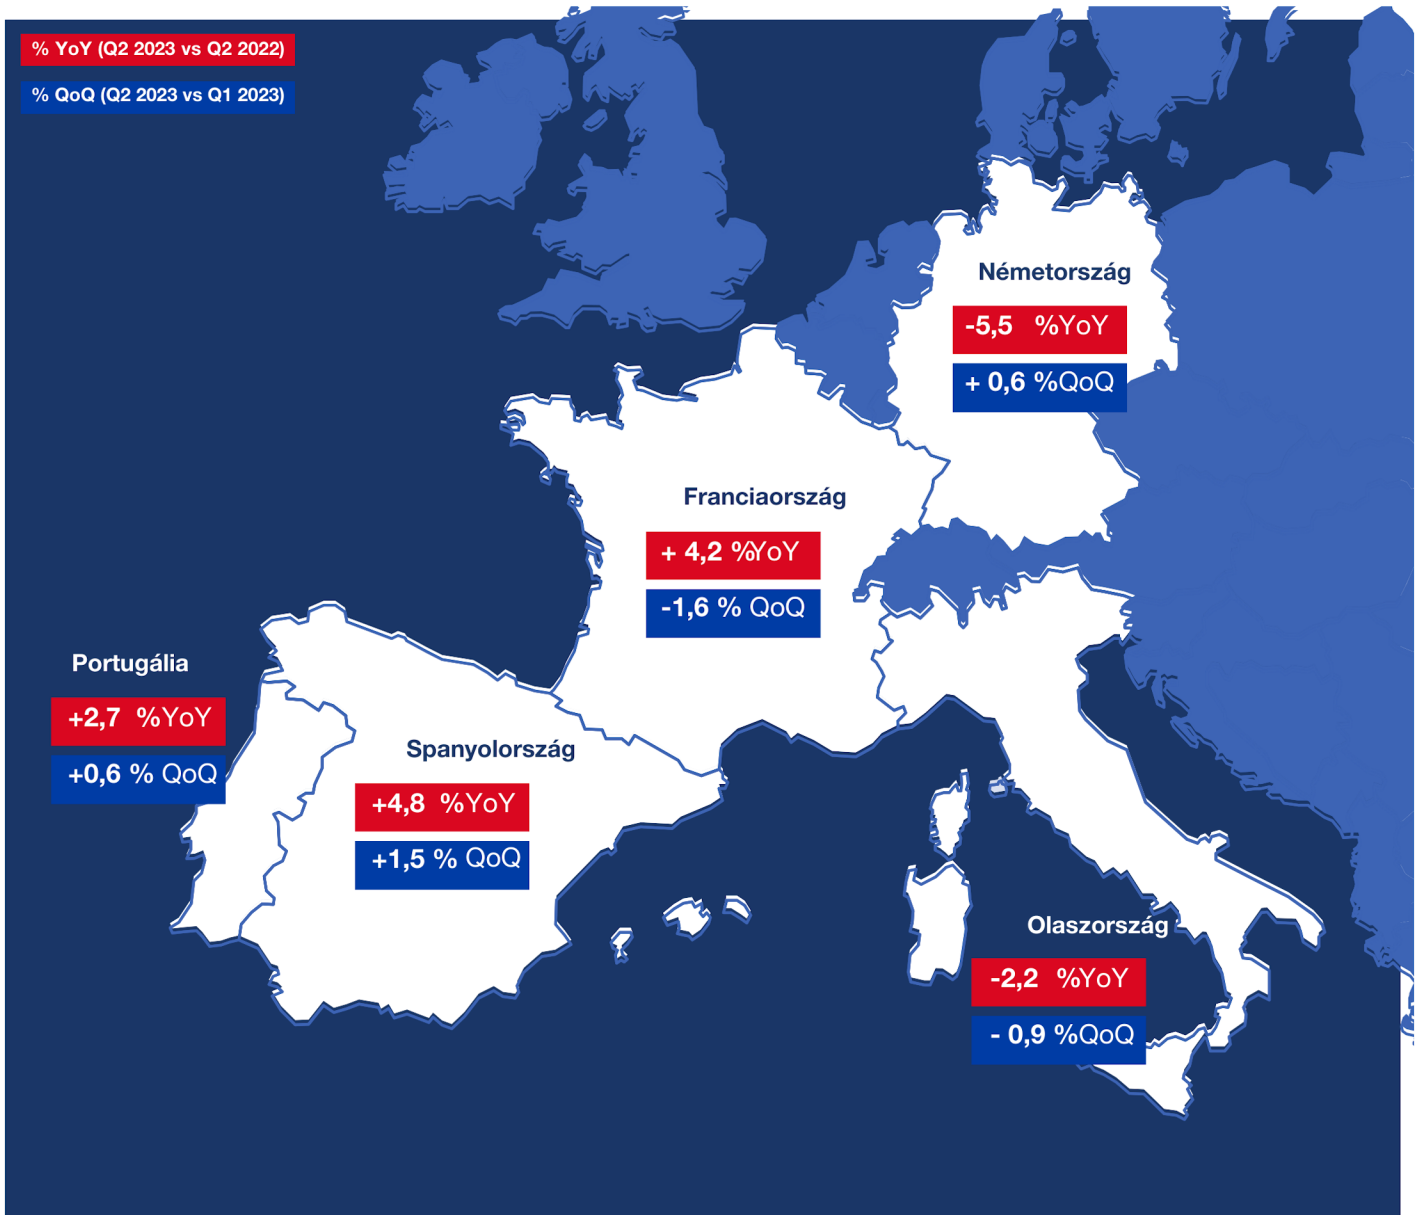 % YoY (Q2 2023 vs Q2 2022)
% QoQ (Q2 2023 vs Q1 2023)
Németország
-5,5 %YoY
+ 0,6 %QoQ
Franciaország
+ 4,2 %YoY
-1,6 % QoQ
Portugália
+2,7 %YoY
+0,6 % QoQ
Spanyolország
+4,8 %YoY
+1,5 % QoQ
Olaszország
-2,2 %YoY
- 0,9 %QoQ